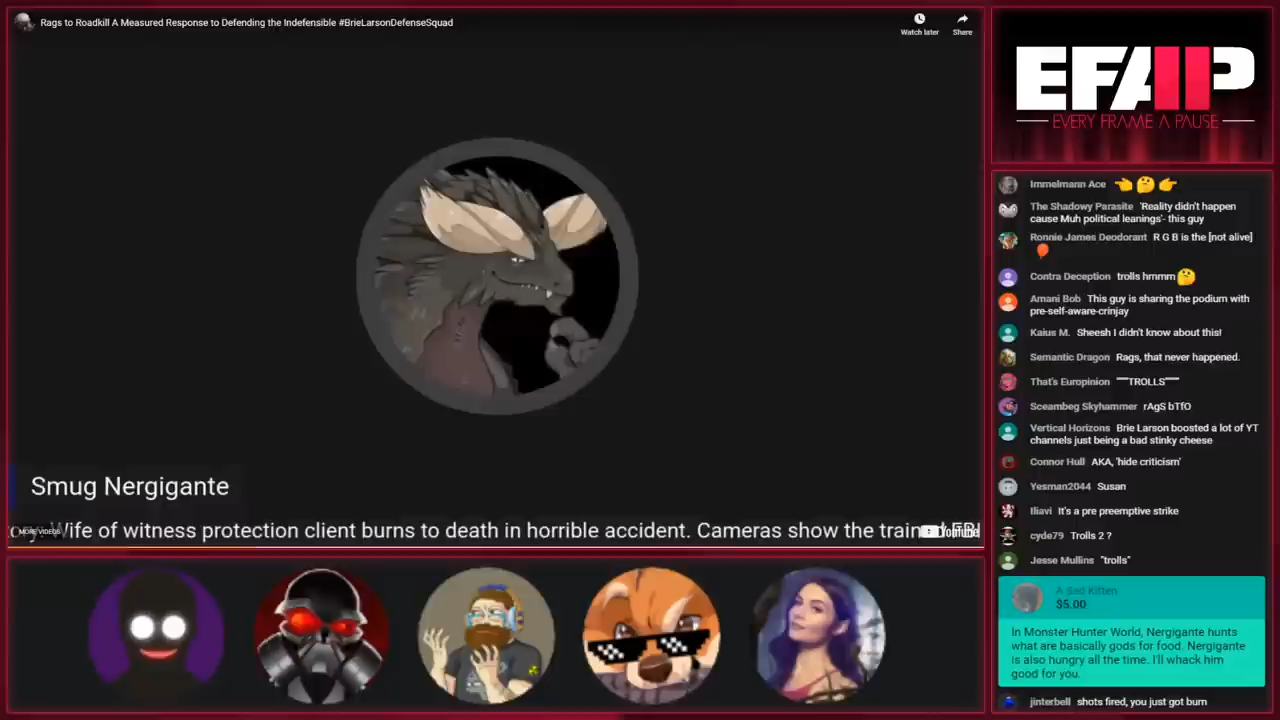 Rags to Roadkill A Measured Response to Defending the Indefensible #BrieLarsonDefenseSquad
Watch later
Share
Smug Nergigante
Wife of witness protection client burns to death in horrible accident. Cameras show the
MORE VIDEOS
YouTube
EFAP
EVERY FRAME A PAUSE
Immelmann Ace 👈 🤔 👉
The Shadowy Parasite 'Reality didn't happen
cause Muh political leanings'- this guy
Ronnie James Deodorant R G B is the [not alive]
🎈
Contra Deception trolls hmmm 🤔
Amani Bob This guy is sharing the podium with
pre-self-aware-crinjay
Kaius M. Sheesh I didn't know about this!
Semantic Dragon Rags, that never happened.
That's Europinion """TROLLS"""
Sceambeg Skyhammer rAgS bTfO
Vertical Horizons Brie Larson boosted a lot of YT
channels just being a bad stinky cheese
Connor Hull AKA, 'hide criticism'
Yesman2044 Susan
Iliavi It's a pre preemptive strike
cyde79 Trolls 2 ?
Jesse Mullins "trolls"
A Sad Kitten
$5.00
In Monster Hunter World, Nergigante hunts
what are basically gods for food. Nergigante
is also hungry all the time. I'll whack him
good for you.
jinterbell shots fired, you just got burn